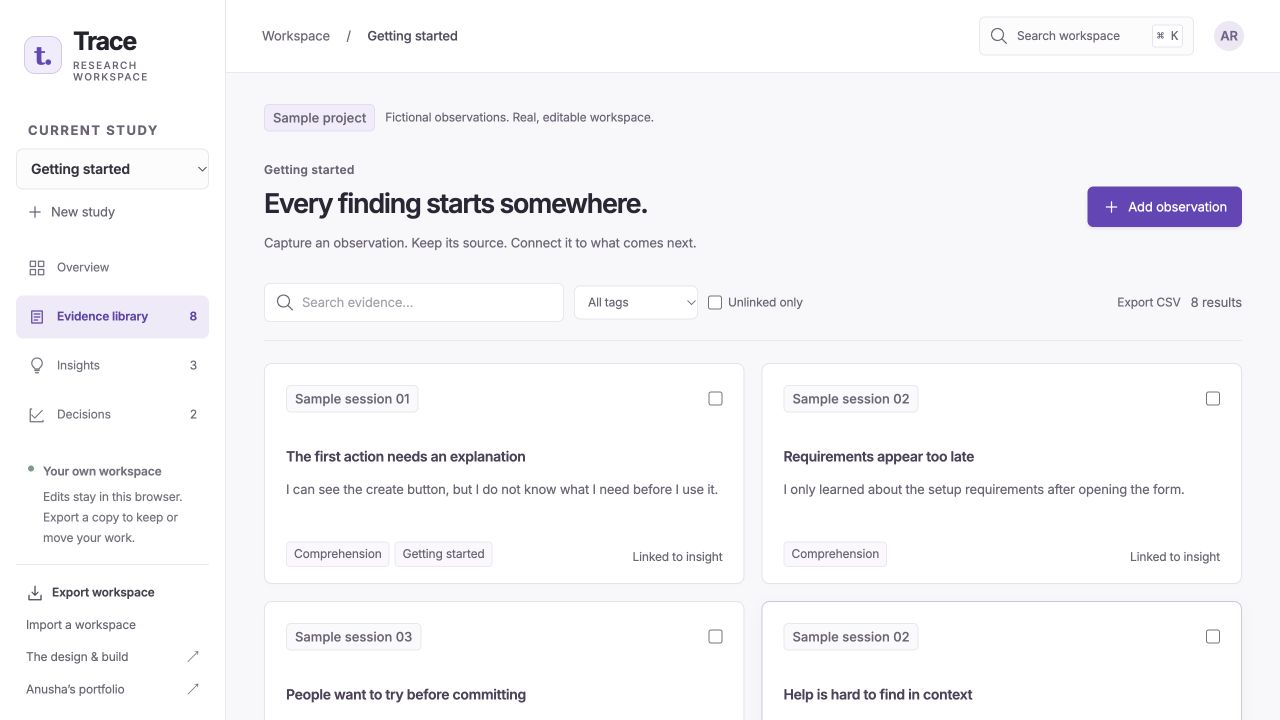 t.
Trace
RESEARCH
WORKSPACE
CURRENT STUDY
Getting started
New study
Overview
Evidence library 8
Insights 3
Decisions 2
Your own workspace
Edits stay in this browser.
Export a copy to keep or
move your work.
Export workspace
Import a workspace
The design & build
Anusha’s portfolio
Workspace / Getting started
Search workspace ⌘ K
AR
Sample project Fictional observations. Real, editable workspace.
Getting started
Every finding starts somewhere.
Add observation
Capture an observation. Keep its source. Connect it to what comes next.
Search evidence…
All tags
Unlinked only
Export CSV 8 results
Sample session 01
The first action needs an explanation
I can see the create button, but I do not know what I need before I use it.
Comprehension Getting started Linked to insight
Sample session 02
Requirements appear too late
I only learned about the setup requirements after opening the form.
Comprehension Linked to insight
Sample session 03
People want to try before committing
Sample session 02
Help is hard to find in context